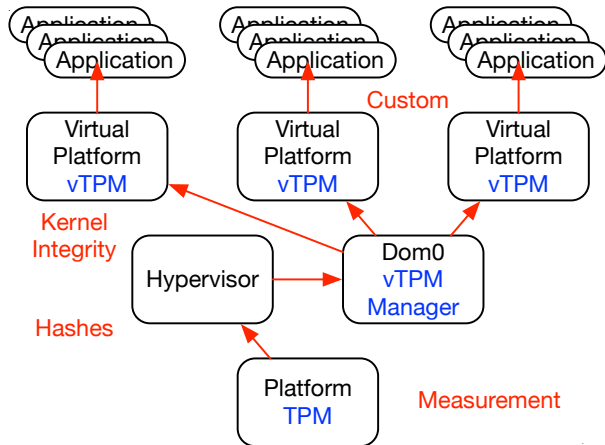 Application
Application
Application
Application
Application
Application
Application
Application
Application
Custom
Virtual
Platform
vTPM
Virtual
Platform
vTPM
Virtual
Platform
vTPM
Kernel
Integrity
Hypervisor
Dom0
vTPM
Manager
Hashes
Platform
TPM
Measurement